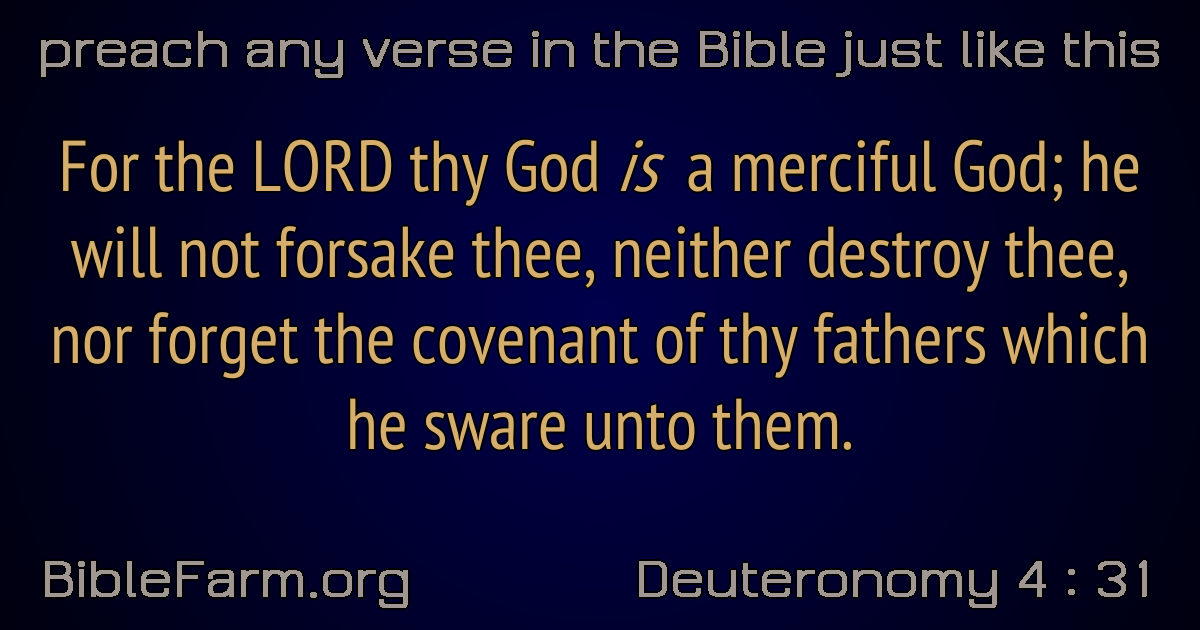 preach any verse in the Bible just like this
For the LORD thy God is a merciful God; he
will not forsake thee, neither destroy thee,
nor forget the covenant of thy fathers which
he sware unto them.
BibleFarm.org
Deuteronomy 4 : 31